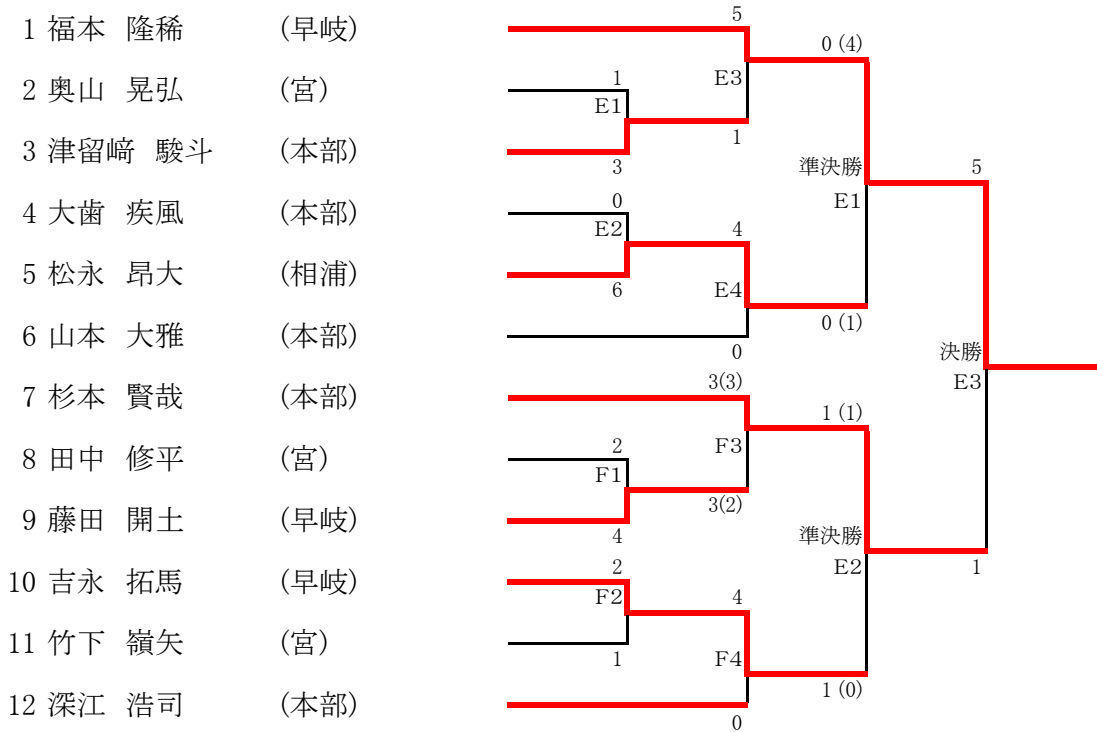 5
1 福本 隆稀 (早岐)
0 (4)
2 奥山 晃弘 (宮)
1
E3
E1
3 津留﨑 駿斗 (本部)
1
3
準決勝
5
4 大歯 疾風 (本部)
0
E1
E2
4
5 松永 昂大 (相浦)
6
E4
6 山本 大雅 (本部)
0 (1)
0
決勝
7 杉本 賢哉 (本部)
3(3)
E3
1 (1)
8 田中 修平 (宮)
2
F3
F1
9 藤田 開土 (早岐)
3(2)
4
準決勝
10 吉永 拓馬 (早岐)
2
E2
1
F2
4
11 竹下 嶺矢 (宮)
1
F4
12 深江 浩司 (本部)
1 (0)
0